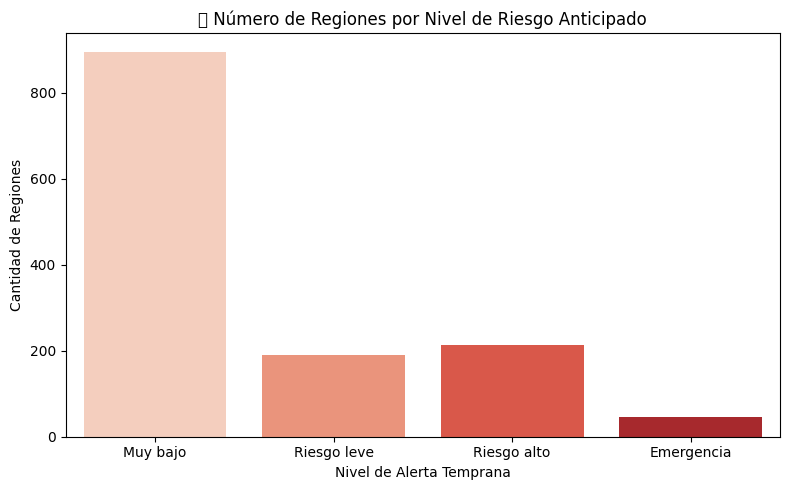 Número de Regiones por Nivel de Riesgo Anticipado
Cantidad de Regiones
800
600
400
200
0
Muy bajo
Riesgo leve
Riesgo alto
Emergencia
Nivel de Alerta Temprana